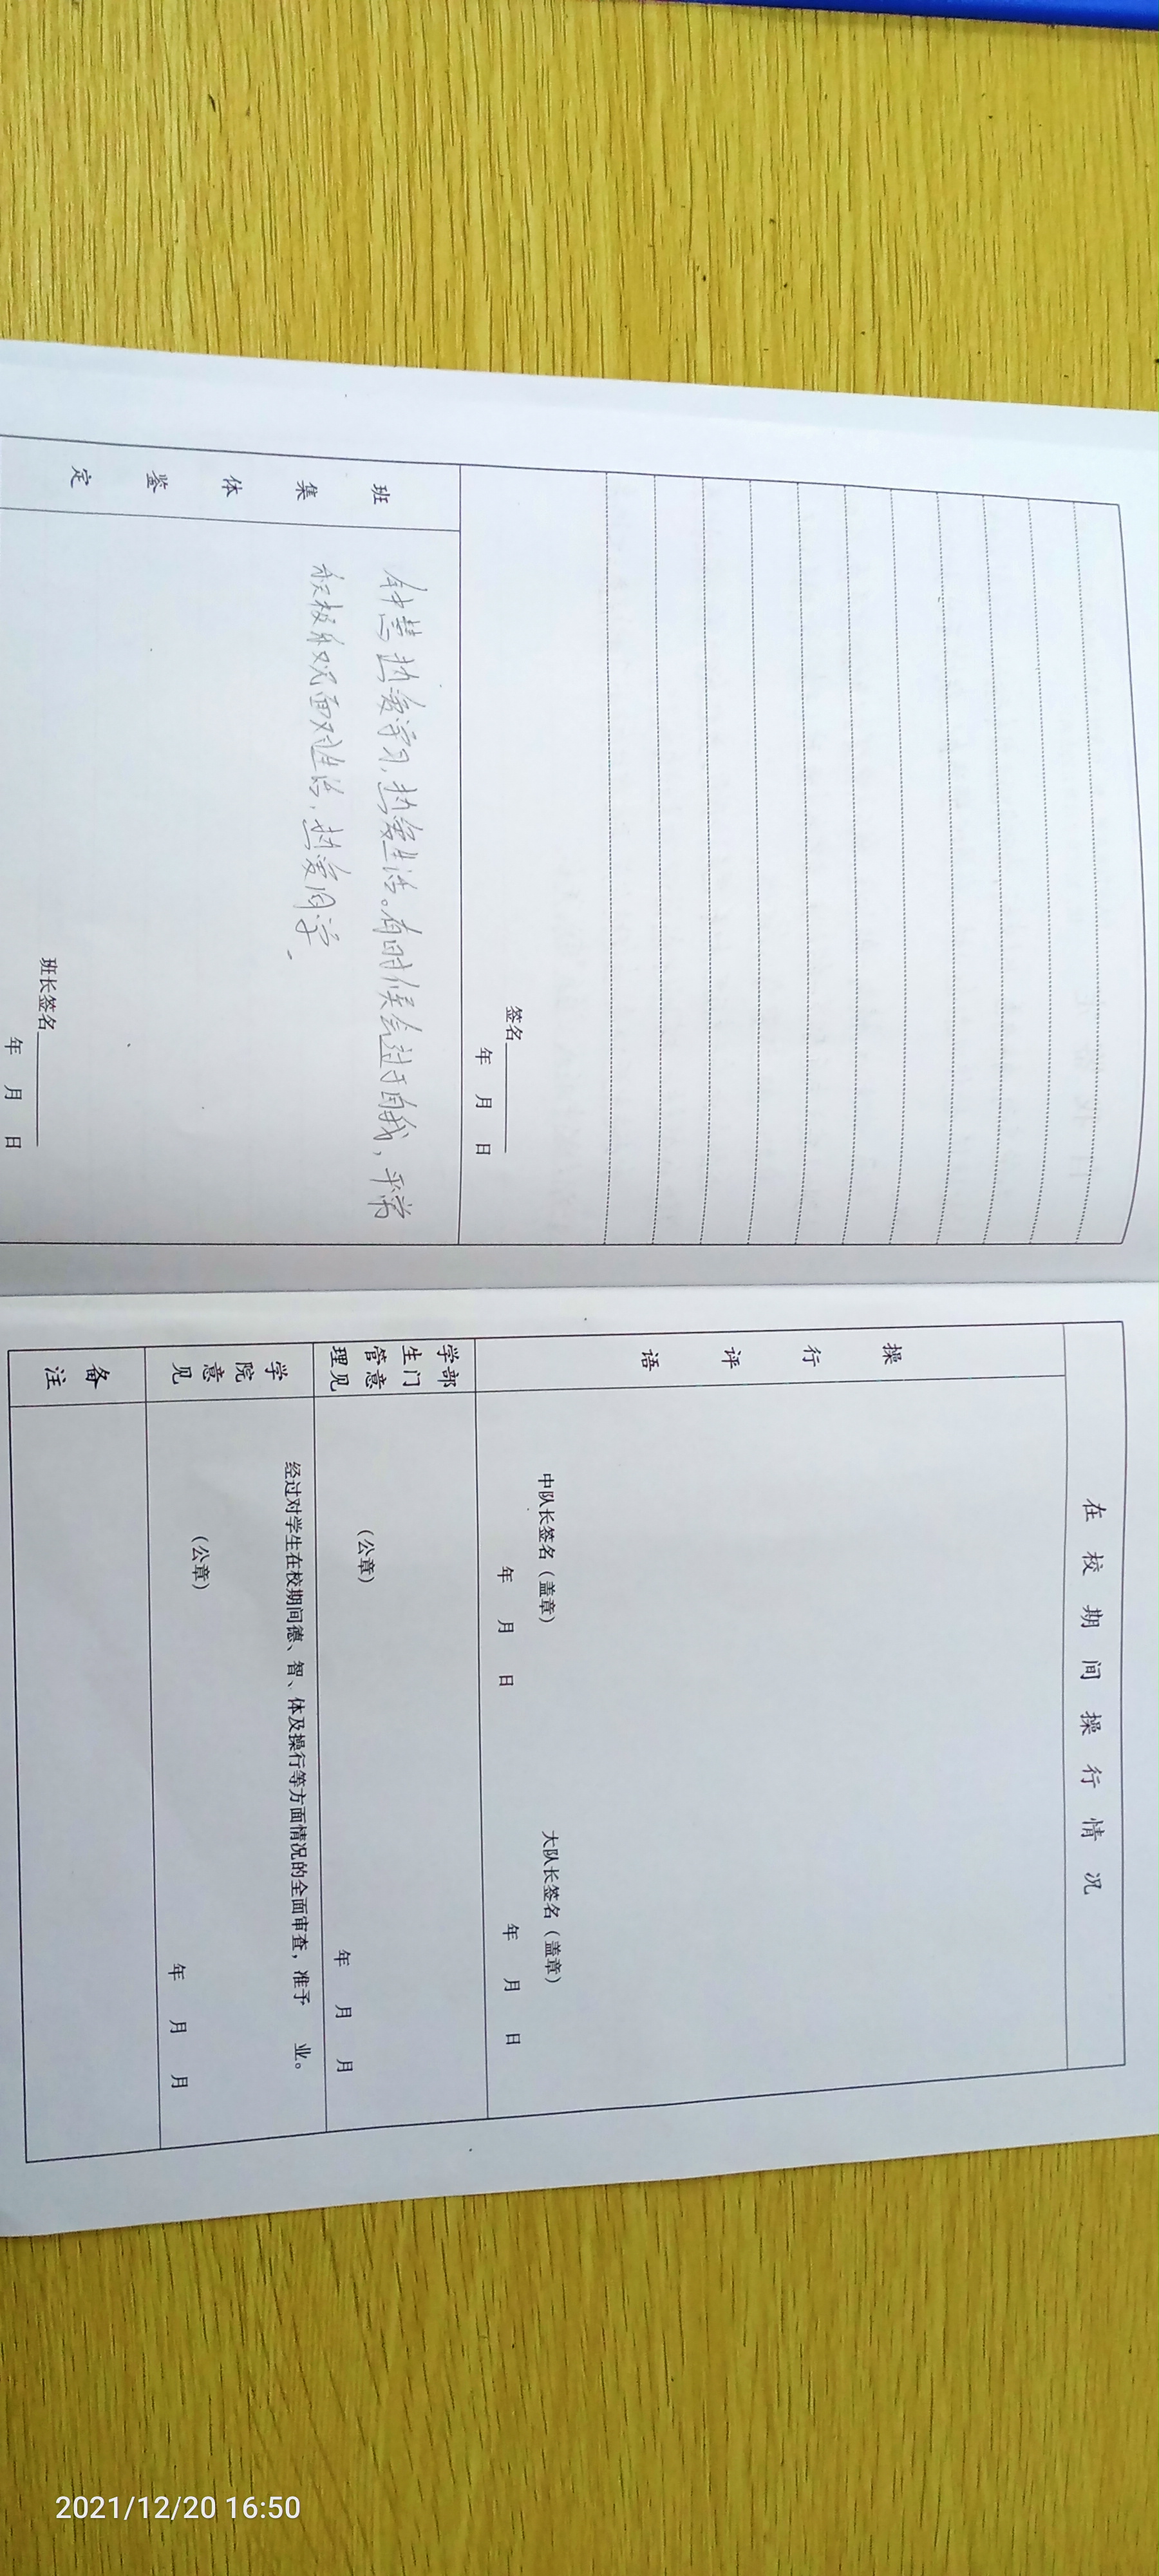 签名
年 月 日
班集体鉴定
钟慧热爱学习,热爱生活。有时候会过于自我,平常
积极乐观面对生活,热爱同学.
班长签名
年 月 日
在校期间操行情况
操行评语
中队长签名（盖章） 大队长签名（盖章）
年 月 日 年 月 日
学生管理部门意见
（公章）
年 月 月
学院意见
经过对学生在校期间德、智、体及操行等方面情况的全面审查，准予 业。
（公章）
年 月 月
备注
2021/12/20 16:50